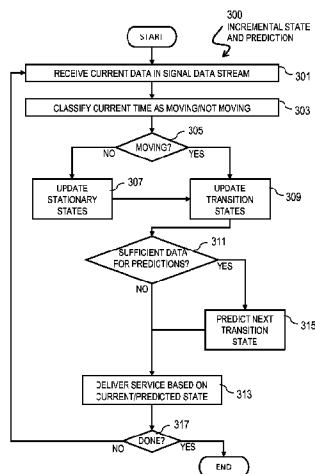 300
INCREMENTAL STATE
AND PREDICTION
START
RECEIVE CURRENT DATA IN SIGNAL DATA STREAM
301
CLASSIFY CURRENT TIME AS MOVING/NOT MOVING
303
305
MOVING?
NO
YES
UPDATE
STATIONARY
STATES
307
UPDATE
TRANSITION
STATES
309
311
SUFFICIENT DATA
FOR PREDICTIONS?
YES
NO
PREDICT NEXT
TRANSITION
STATE
315
DELIVER SERVICE BASED ON
CURRENT/PREDICTED STATE
313
317
DONE?
NO
YES
END